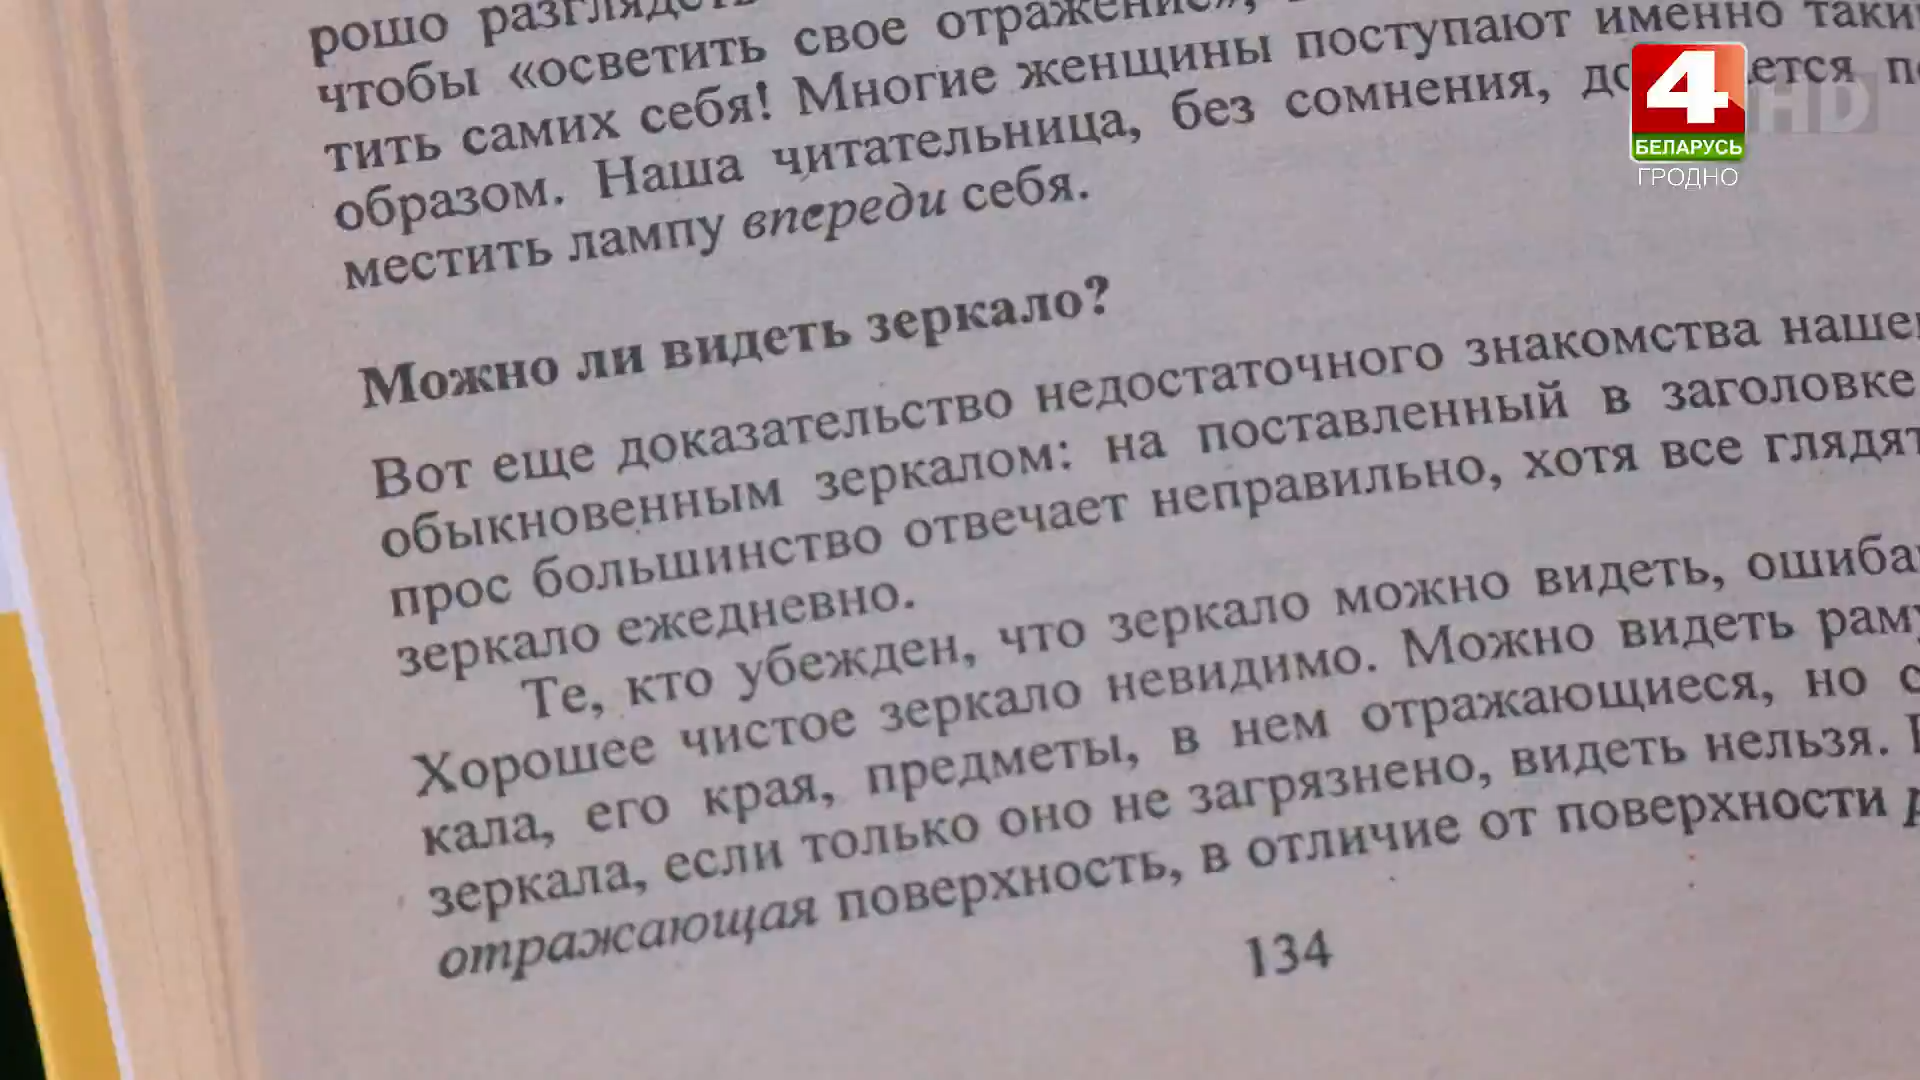 рошо разглядеть
чтобы «осветить свое отражение»,
тить самих себя! Многие женщины поступают именно таки
образом. Наша читательница, без сомнения, до ется п
местить лампу впереди себя.
Можно ли видеть зеркало?
Вот еще доказательство недостаточного знакомства наше
обыкновенным зеркалом: на поставленный в заголовке
прос большинство отвечает неправильно, хотя все глядят
зеркало ежедневно.
Те, кто убежден, что зеркало можно видеть, ошиба
Хорошее чистое зеркало невидимо. Можно видеть раму
кала, его края, предметы, в нем отражающиеся, но с
зеркала, если только оно не загрязнено, видеть нельзя.
отражающая поверхность, в отличие от поверхности р
134
4 HD
БЕЛАРУСЬ
ГРОДНО